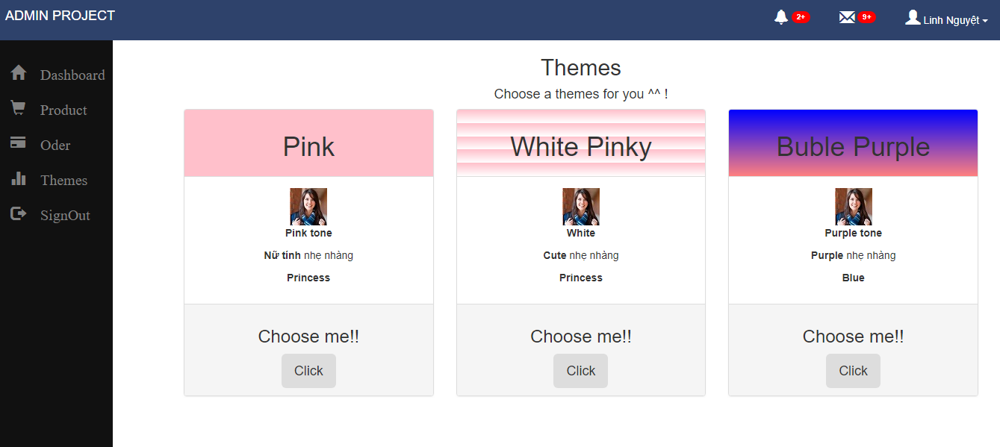 ADMIN PROJECT
2+
9+
Linh Nguyệt
Dashboard
Product
Oder
Themes
SignOut
Themes
Choose a themes for you ^^ !
Pink
Pink tone
Nữ tính nhẹ nhàng
Princess
Choose me!!
Click
White Pinky
White
Cute nhẹ nhàng
Princess
Choose me!!
Click
Buble Purple
Purple tone
Purple nhẹ nhàng
Blue
Choose me!!
Click